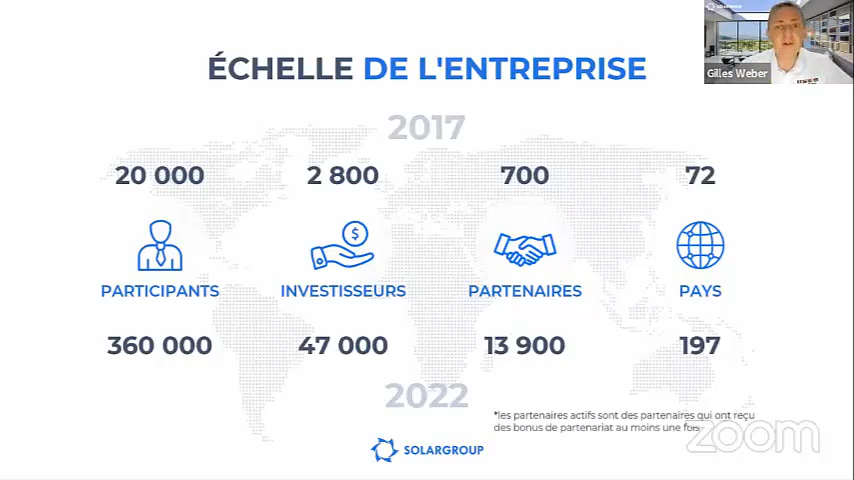 SOLARGROUP
Gilles Weber
ÉCHELLE DE L'ENTREPRISE
2017
20 000
2 800
700
72
PARTICIPANTS
INVESTISSEURS
PARTENAIRES
PAYS
360 000
47 000
13 900
197
2022
*les partenaires actifs sont des partenaires qui ont reçu
des bonus de partenariat au moins une fois
zoom
SOLARGROUP